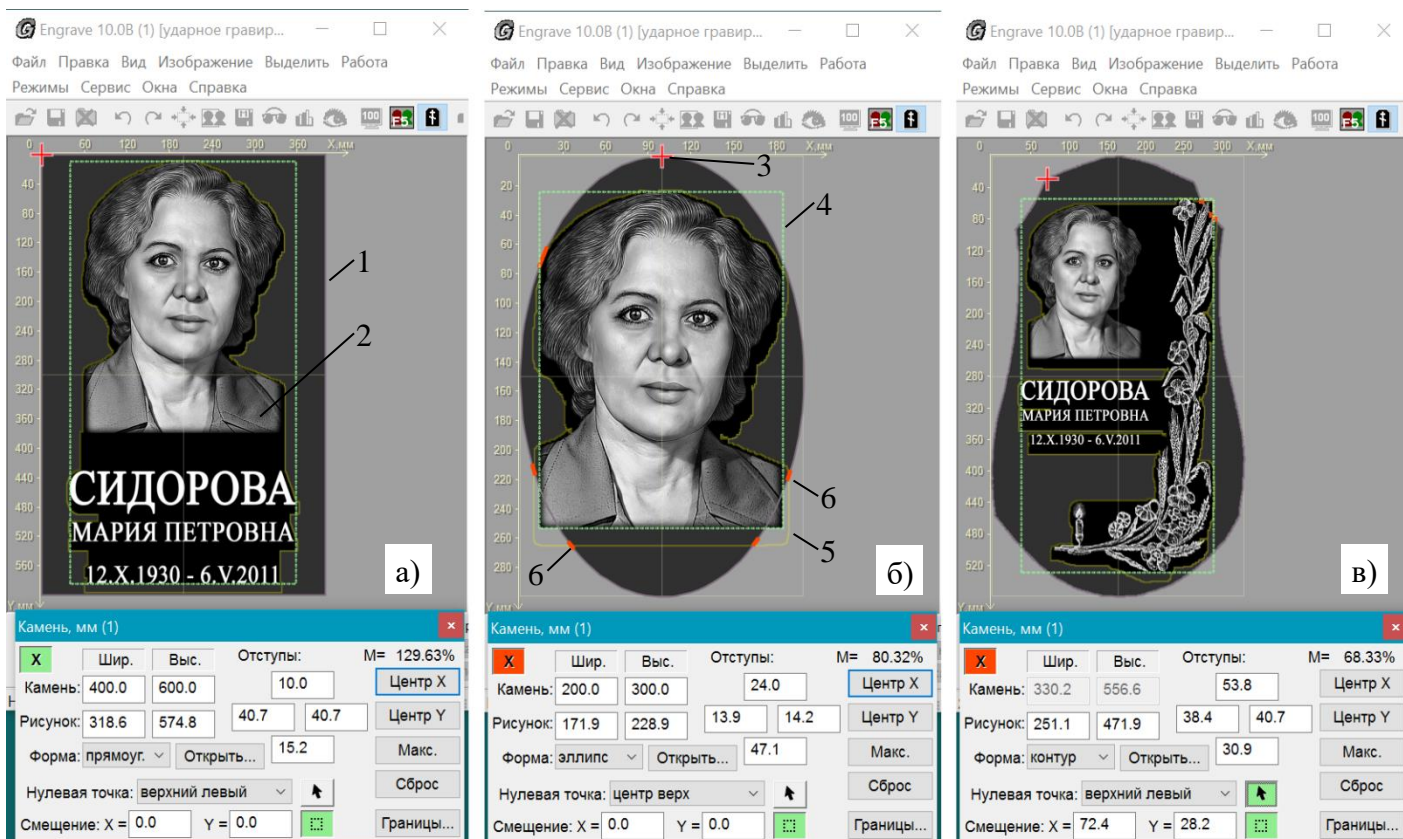 Engrave 10.0B (1) [ударное гравир...
Файл Правка Вид Изображение Выделить Работа
Режимы Сервис Окна Справка
100 F5
0 60 120 180 240 300 360 X,мм
40
80
120
160
200
240
280
320
360
400
440
480
520
560
Y,мм
1
2
СИДОРОВА
МАРИЯ ПЕТРОВНА
12.X.1930 - 6.V.2011
а)
Камень, мм (1)
X Шир. Выс. Отступы: М= 129.63%
Камень: 400.0 600.0 10.0 Центр X
Рисунок: 318.6 574.8 40.7 40.7 Центр Y
Форма: прямоуг. Открыть... 15.2 Макс.
Сброс
Нулевая точка: верхний левый
Смещение: X = 0.0 Y = 0.0 Границы...
Engrave 10.0B (1) [ударное гравир...
Файл Правка Вид Изображение Выделить Работа
Режимы Сервис Окна Справка
100 F5
0 30 60 90 120 150 180 X,мм
20
40
60
80
100
120
140
160
180
200
220
240
260
280
Y,мм
3
4
6
5
6
б)
Камень, мм (1)
X Шир. Выс. Отступы: М= 80.32%
Камень: 200.0 300.0 24.0 Центр X
Рисунок: 171.9 228.9 13.9 14.2 Центр Y
Форма: эллипс Открыть... 47.1 Макс.
Сброс
Нулевая точка: центр верх
Смещение: X = 0.0 Y = 0.0 Границы...
Engrave 10.0B (1) [ударное гравир...
Файл Правка Вид Изображение Выделить Работа
Режимы Сервис Окна Справка
100 F5
0 50 100 150 200 250 300 X,мм
40
80
120
160
200
240
280
320
360
400
440
480
520
Y,мм
СИДОРОВА
МАРИЯ ПЕТРОВНА
12.X.1930 - 6.V.2011
в)
Камень, мм (1)
X Шир. Выс. Отступы: М= 68.33%
Камень: 330.2 556.6 53.8 Центр X
Рисунок: 251.1 471.9 38.4 40.7 Центр Y
Форма: контур Открыть... 30.9 Макс.
Сброс
Нулевая точка: верхний левый
Смещение: X = 72.4 Y = 28.2 Границы...